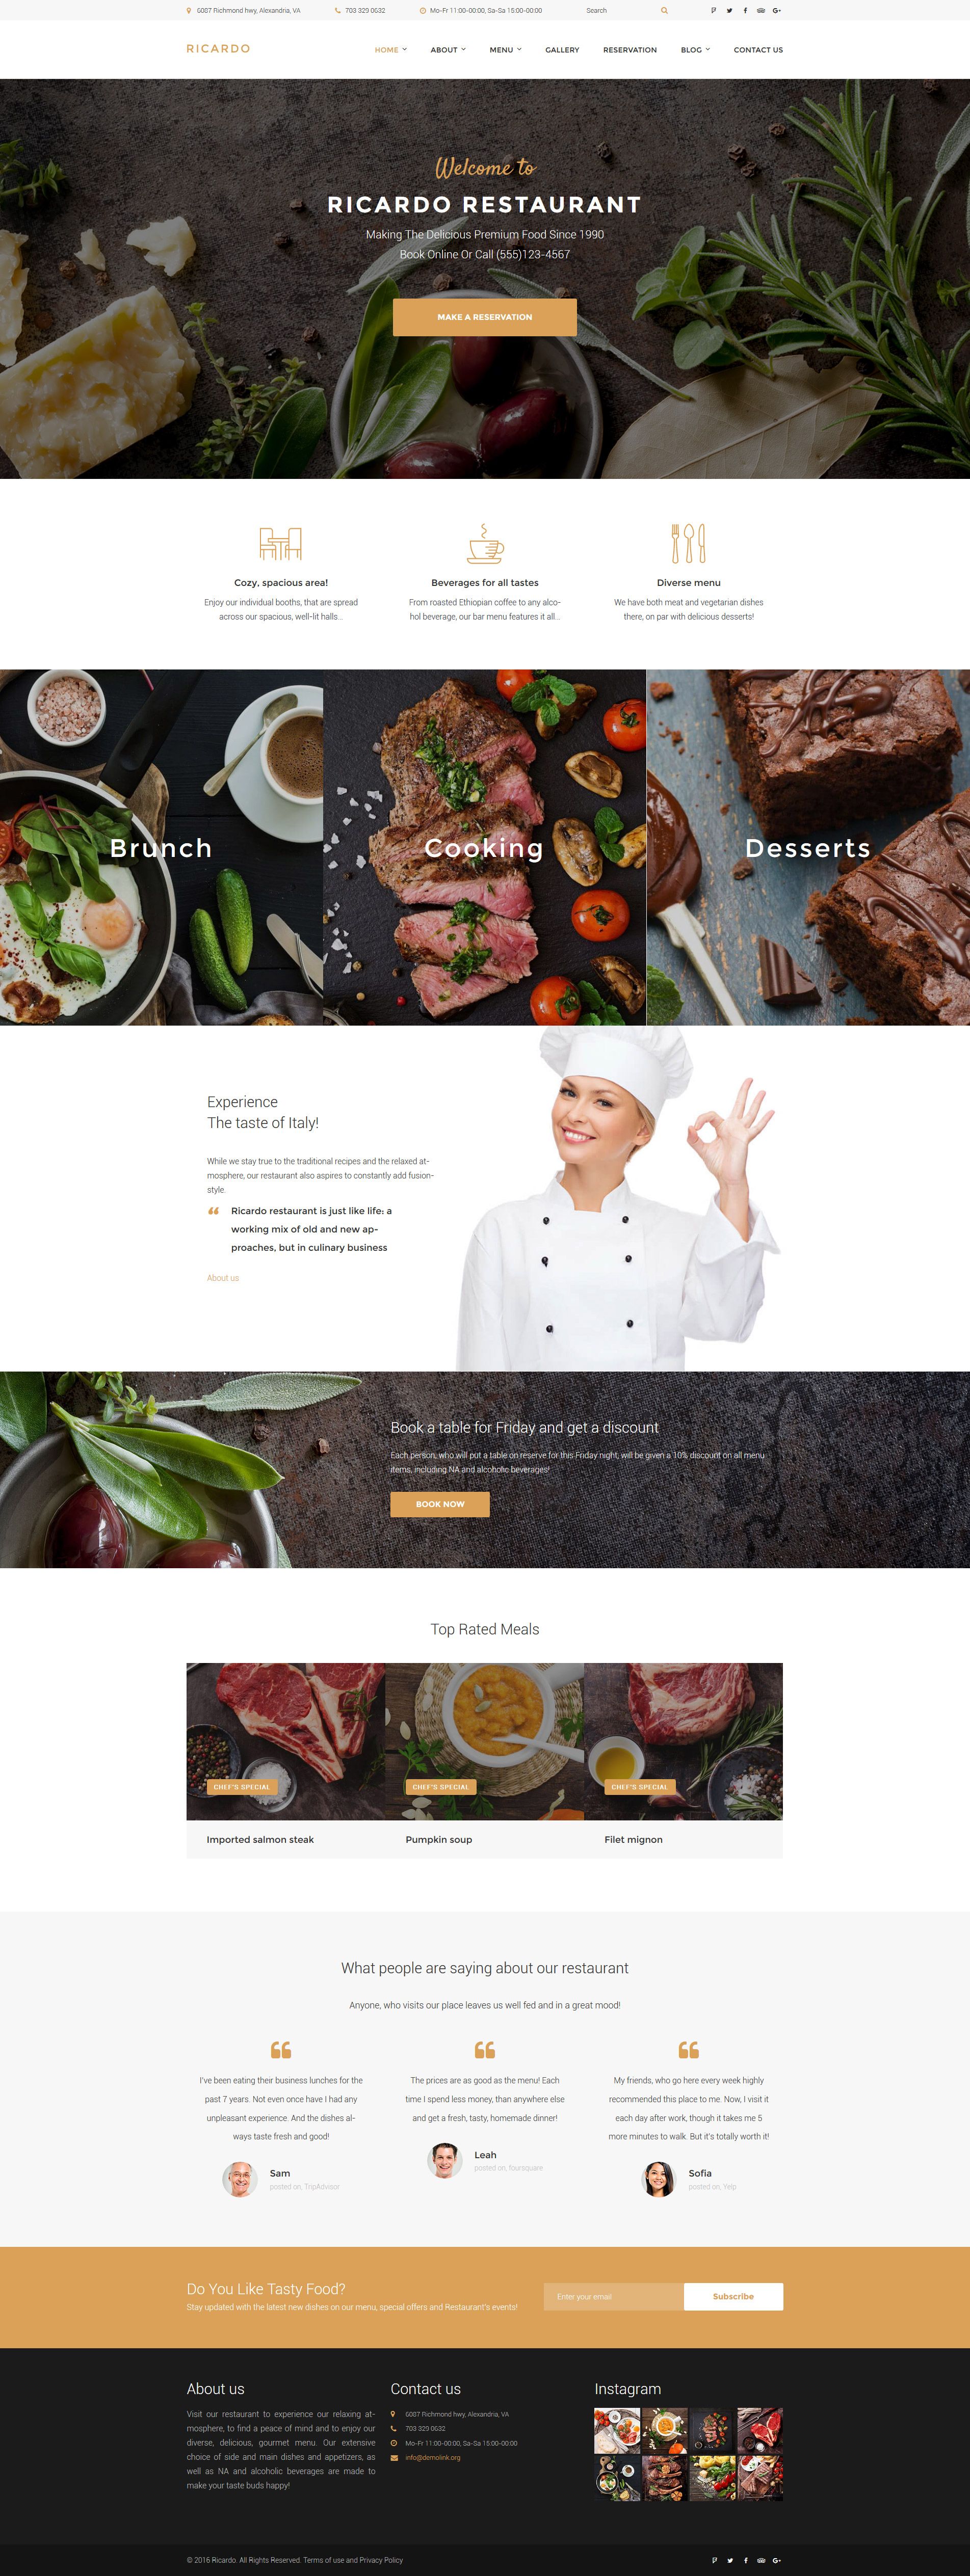 6087 Richmond hwy, Alexandria, VA
703 329 0632
Mo-Fr 11:00-00:00, Sa-Sa 15:00-00:00
Search
RICARDO
HOME
ABOUT
MENU
GALLERY
RESERVATION
BLOG
CONTACT US
Welcome to
RICARDO RESTAURANT
Making The Delicious Premium Food Since 1990
Book Online Or Call (555)123-4567
MAKE A RESERVATION
Cozy, spacious area!
Enjoy our individual booths, that are spread
across our spacious, well-lit halls...
Beverages for all tastes
From roasted Ethiopian coffee to any alco-
hol beverage, our bar menu features it all...
Diverse menu
We have both meat and vegetarian dishes
there, on par with delicious desserts!
Brunch
Cooking
Desserts
Experience
The taste of Italy!
While we stay true to the traditional recipes and the relaxed at-
mosphere, our restaurant also aspires to constantly add fusion-
style.
Ricardo restaurant is just like life: a
working mix of old and new ap-
proaches, but in culinary business
About us
Book a table for Friday and get a discount
Each person, who will put a table on reserve for this Friday night, will be given a 10% discount on all menu
items, including NA and alcoholic beverages!
BOOK NOW
Top Rated Meals
CHEF'S SPECIAL
Imported salmon steak
CHEF'S SPECIAL
Pumpkin soup
CHEF'S SPECIAL
Filet mignon
What people are saying about our restaurant
Anyone, who visits our place leaves us well fed and in a great mood!
I've been eating their business lunches for the
past 7 years. Not even once have I had any
unpleasant experience. And the dishes al-
ways taste fresh and good!
Sam
posted on, TripAdvisor
The prices are as good as the menu! Each
time I spend less money, than anywhere else
and get a fresh, tasty, homemade dinner!
Leah
posted on, foursquare
My friends, who go here every week highly
recommended this place to me. Now, I visit it
each day after work, though it takes me 5
more minutes to walk. But it's totally worth it!
Sofia
posted on, Yelp
Do You Like Tasty Food?
Stay updated with the latest new dishes on our menu, special offers and Restaurant's events!
Enter your email
Subscribe
About us
Visit our restaurant to experience our relaxing at-
mosphere, to find a peace of mind and to enjoy our
diverse, delicious, gourmet menu. Our extensive
choice of side and main dishes and appetizers, as
well as NA and alcoholic beverages are made to
make your taste buds happy!
Contact us
6007 Richmond hwy, Alexandria, VA
703 329 0632
Mo-Fr 11:00-00:00, Sa-Sa 15:00-00:00
info@demolink.org
Instagram
© 2016 Ricardo. All Rights Reserved. Terms of use and Privacy Policy